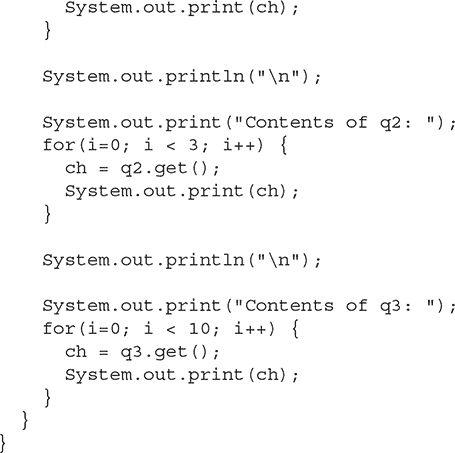 System.out.print(ch);
    }

    System.out.println("\n");

    System.out.print("Contents of q2: ");
    for(i=0; i < 3; i++) {
      ch = q2.get();
      System.out.print(ch);
    }

    System.out.println("\n");

    System.out.print("Contents of q3: ");
    for(i=0; i < 10; i++) {
      ch = q3.get();
      System.out.print(ch);
    }
  }
}